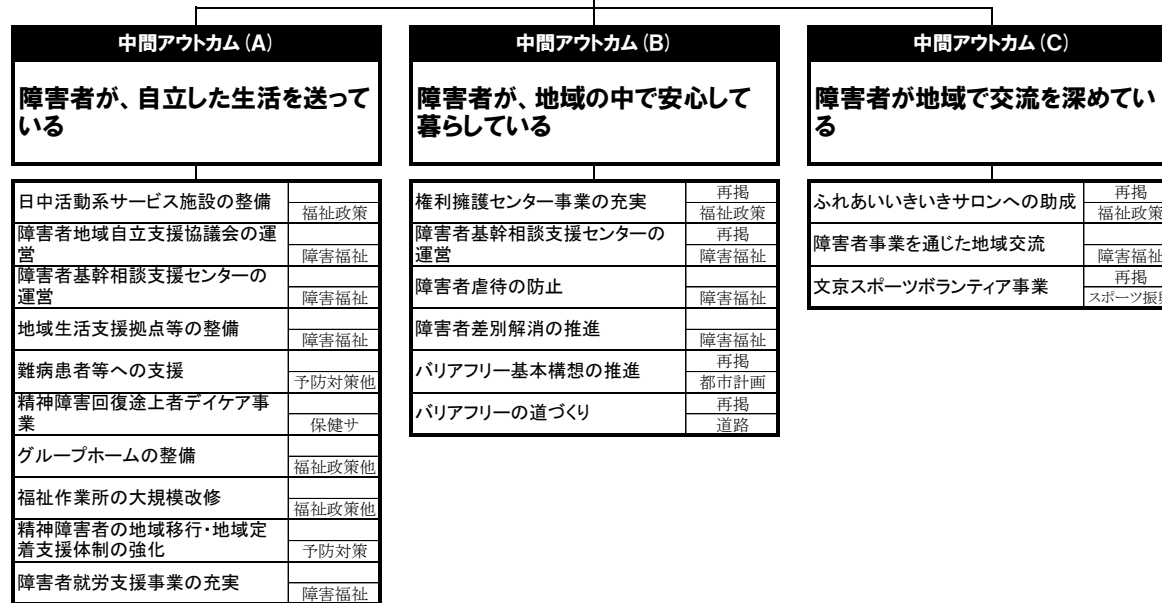 中間アウトカム(A)
障害者が、自立した生活を送って
いる
日中活動系サービス施設の整備
福祉政策
障害者地域自立支援協議会の運
営
障害福祉
障害者基幹相談支援センターの
運営
障害福祉
地域生活支援拠点等の整備
障害福祉
難病患者等への支援
予防対策他
精神障害回復途上者デイケア事
業
保健サ
グループホームの整備
福祉政策他
福祉作業所の大規模改修
福祉政策他
精神障害者の地域移行・地域定
着支援体制の強化
予防対策
障害者就労支援事業の充実
障害福祉
中間アウトカム(B)
障害者が、地域の中で安心して
暮らしている
権利擁護センター事業の充実
再掲
福祉政策
障害者基幹相談支援センターの
運営
再掲
障害福祉
障害者虐待の防止
障害福祉
障害者差別解消の推進
障害福祉
バリアフリー基本構想の推進
再掲
都市計画
バリアフリーの道づくり
再掲
道路
中間アウトカム(C)
障害者が地域で交流を深めてい
る
ふれあいいきいきサロンへの助成
再掲
福祉政策
障害者事業を通じた地域交流
障害福祉
文京スポーツボランティア事業
再掲
スポーツ振